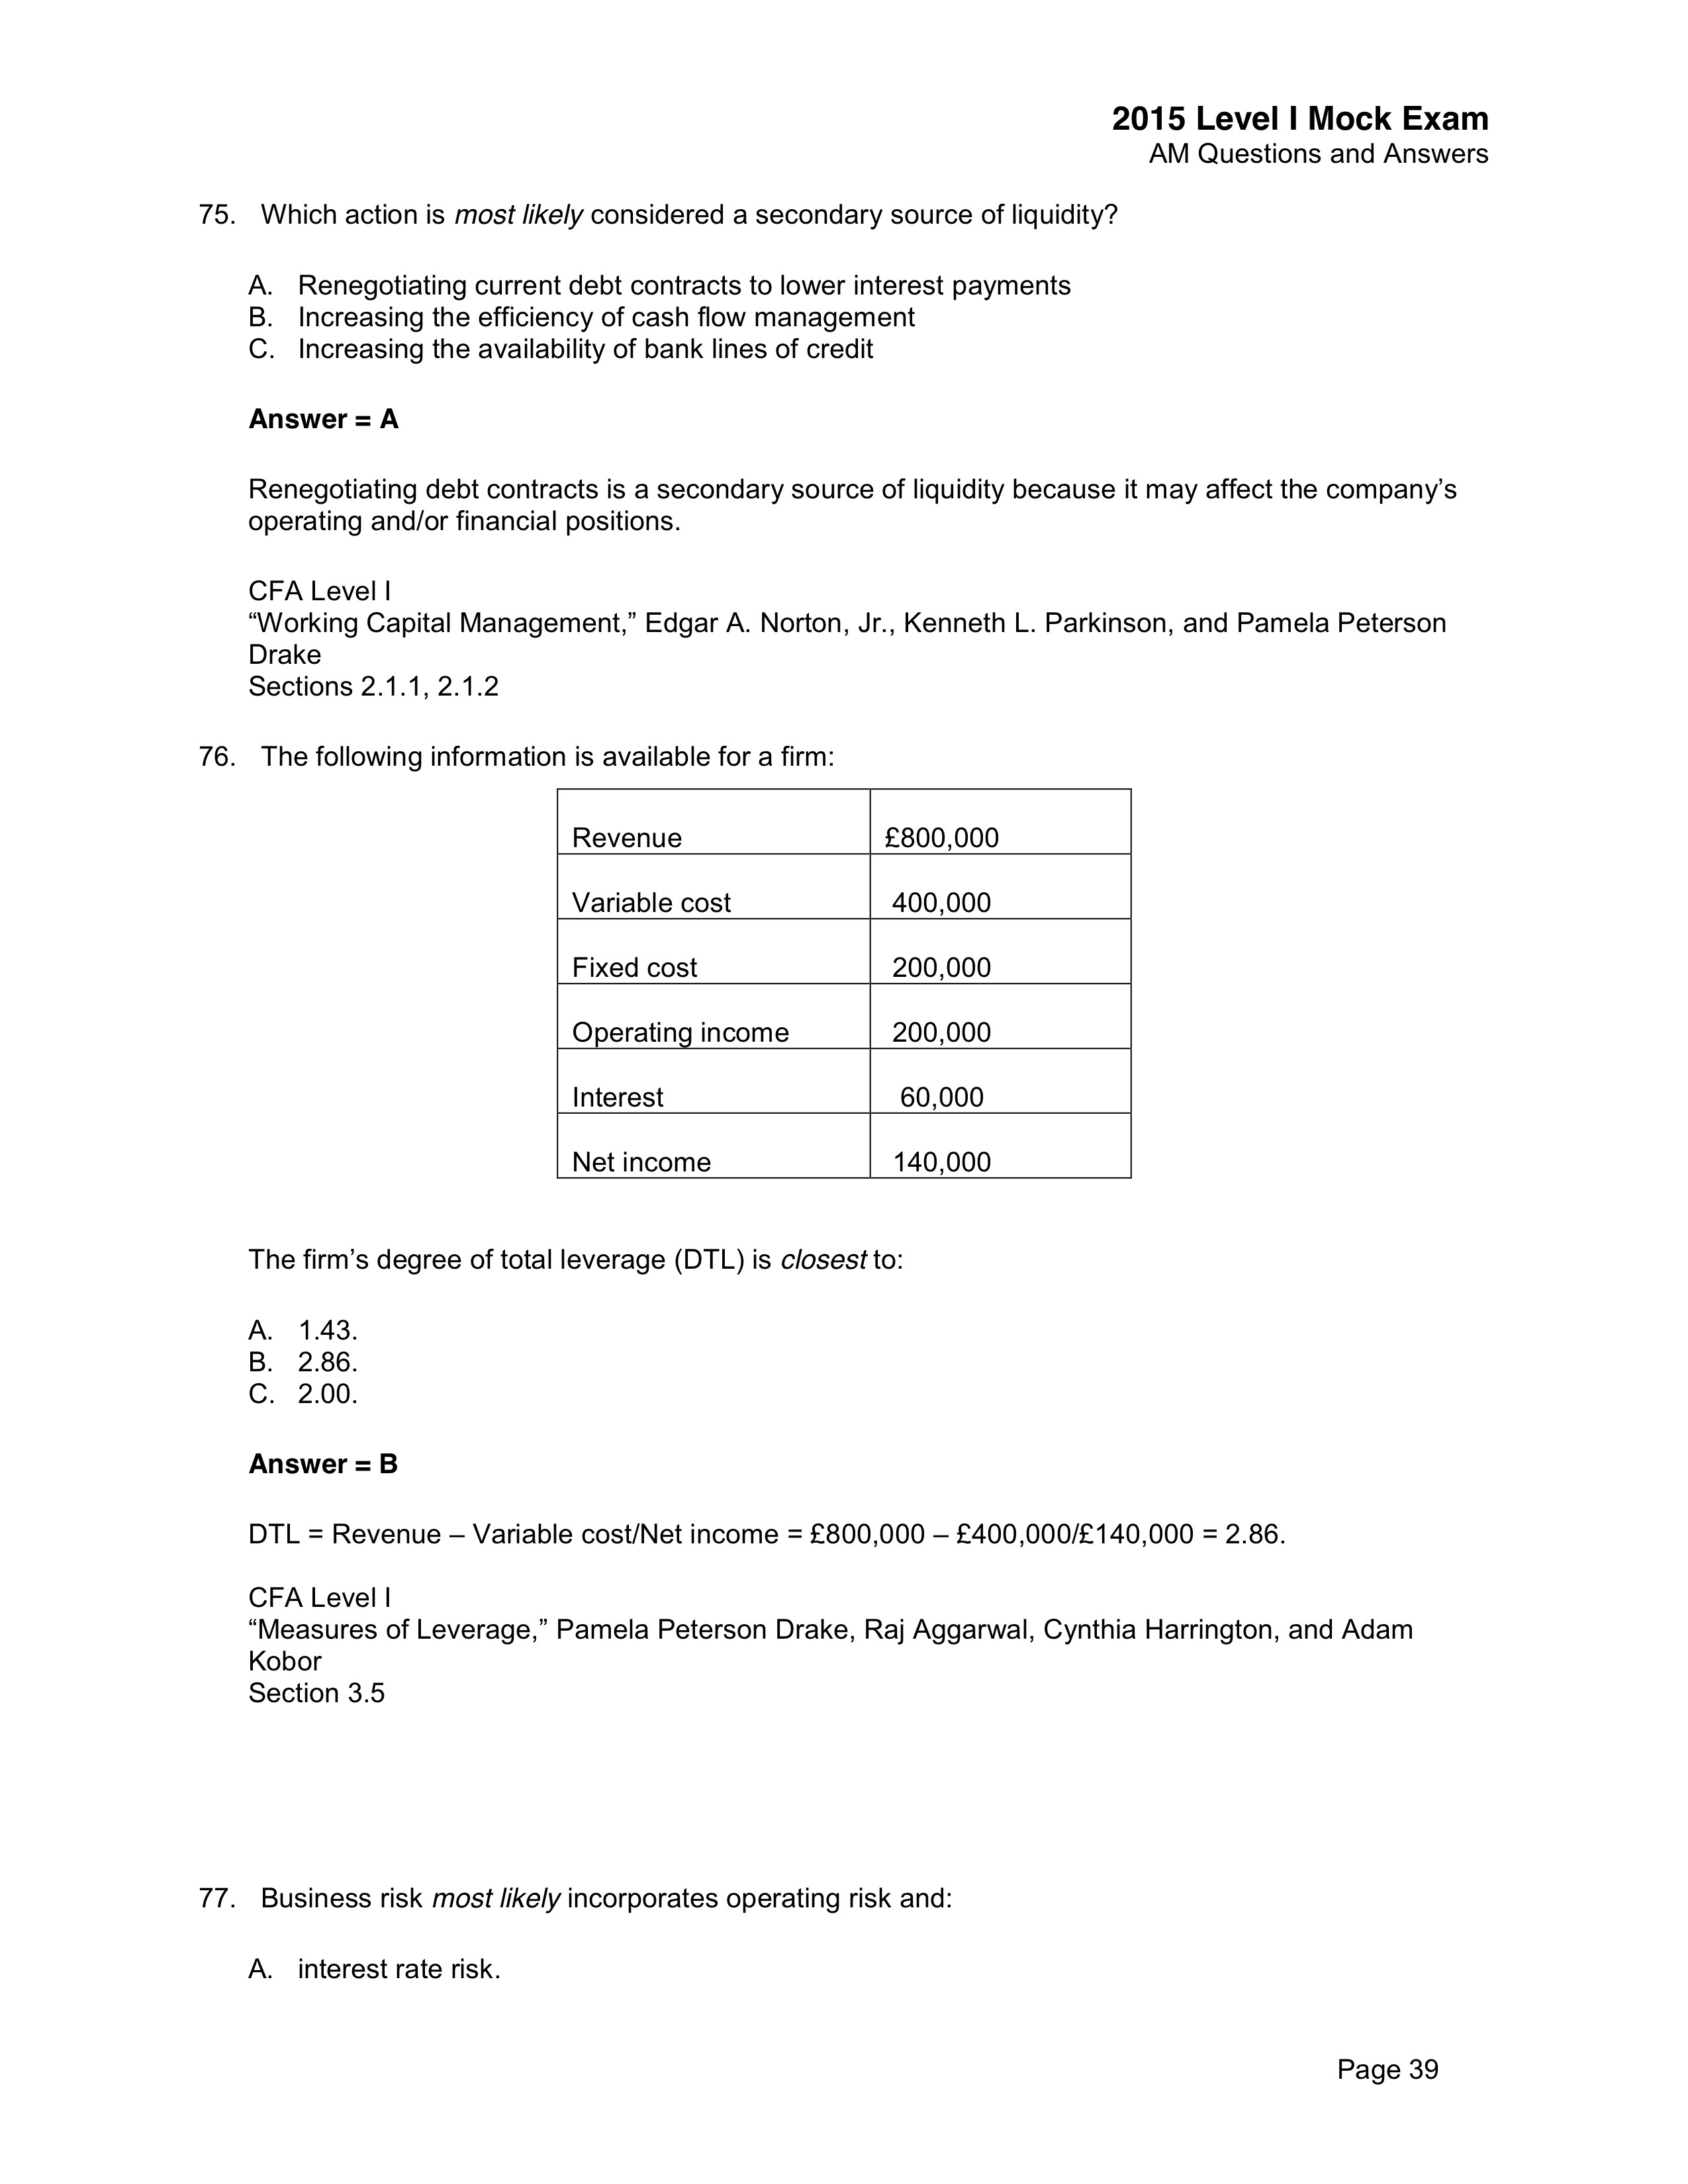 2015 Level I Mock Exam
AM Questions and Answers
75. Which action is most likely considered a secondary source of liquidity?
A. Renegotiating current debt contracts to lower interest payments
B. Increasing the efficiency of cash flow management
C. Increasing the availability of bank lines of credit
Answer = A
Renegotiating debt contracts is a secondary source of liquidity because it may affect the company’s
operating and/or financial positions.
CFA Level I
“Working Capital Management,” Edgar A. Norton, Jr., Kenneth L. Parkinson, and Pamela Peterson
Drake
Sections 2.1.1, 2.1.2
76. The following information is available for a firm:
Revenue £800,000
Variable cost 400,000
Fixed cost 200,000
Operating income 200,000
Interest 60,000
Net income 140,000
The firm’s degree of total leverage (DTL) is closest to:
A. 1.43.
B. 2.86.
C. 2.00.
Answer = B
DTL = Revenue – Variable cost/Net income = £800,000 – £400,000/£140,000 = 2.86.
CFA Level I
“Measures of Leverage,” Pamela Peterson Drake, Raj Aggarwal, Cynthia Harrington, and Adam
Kobor
Section 3.5
77. Business risk most likely incorporates operating risk and:
A. interest rate risk.
Page 39